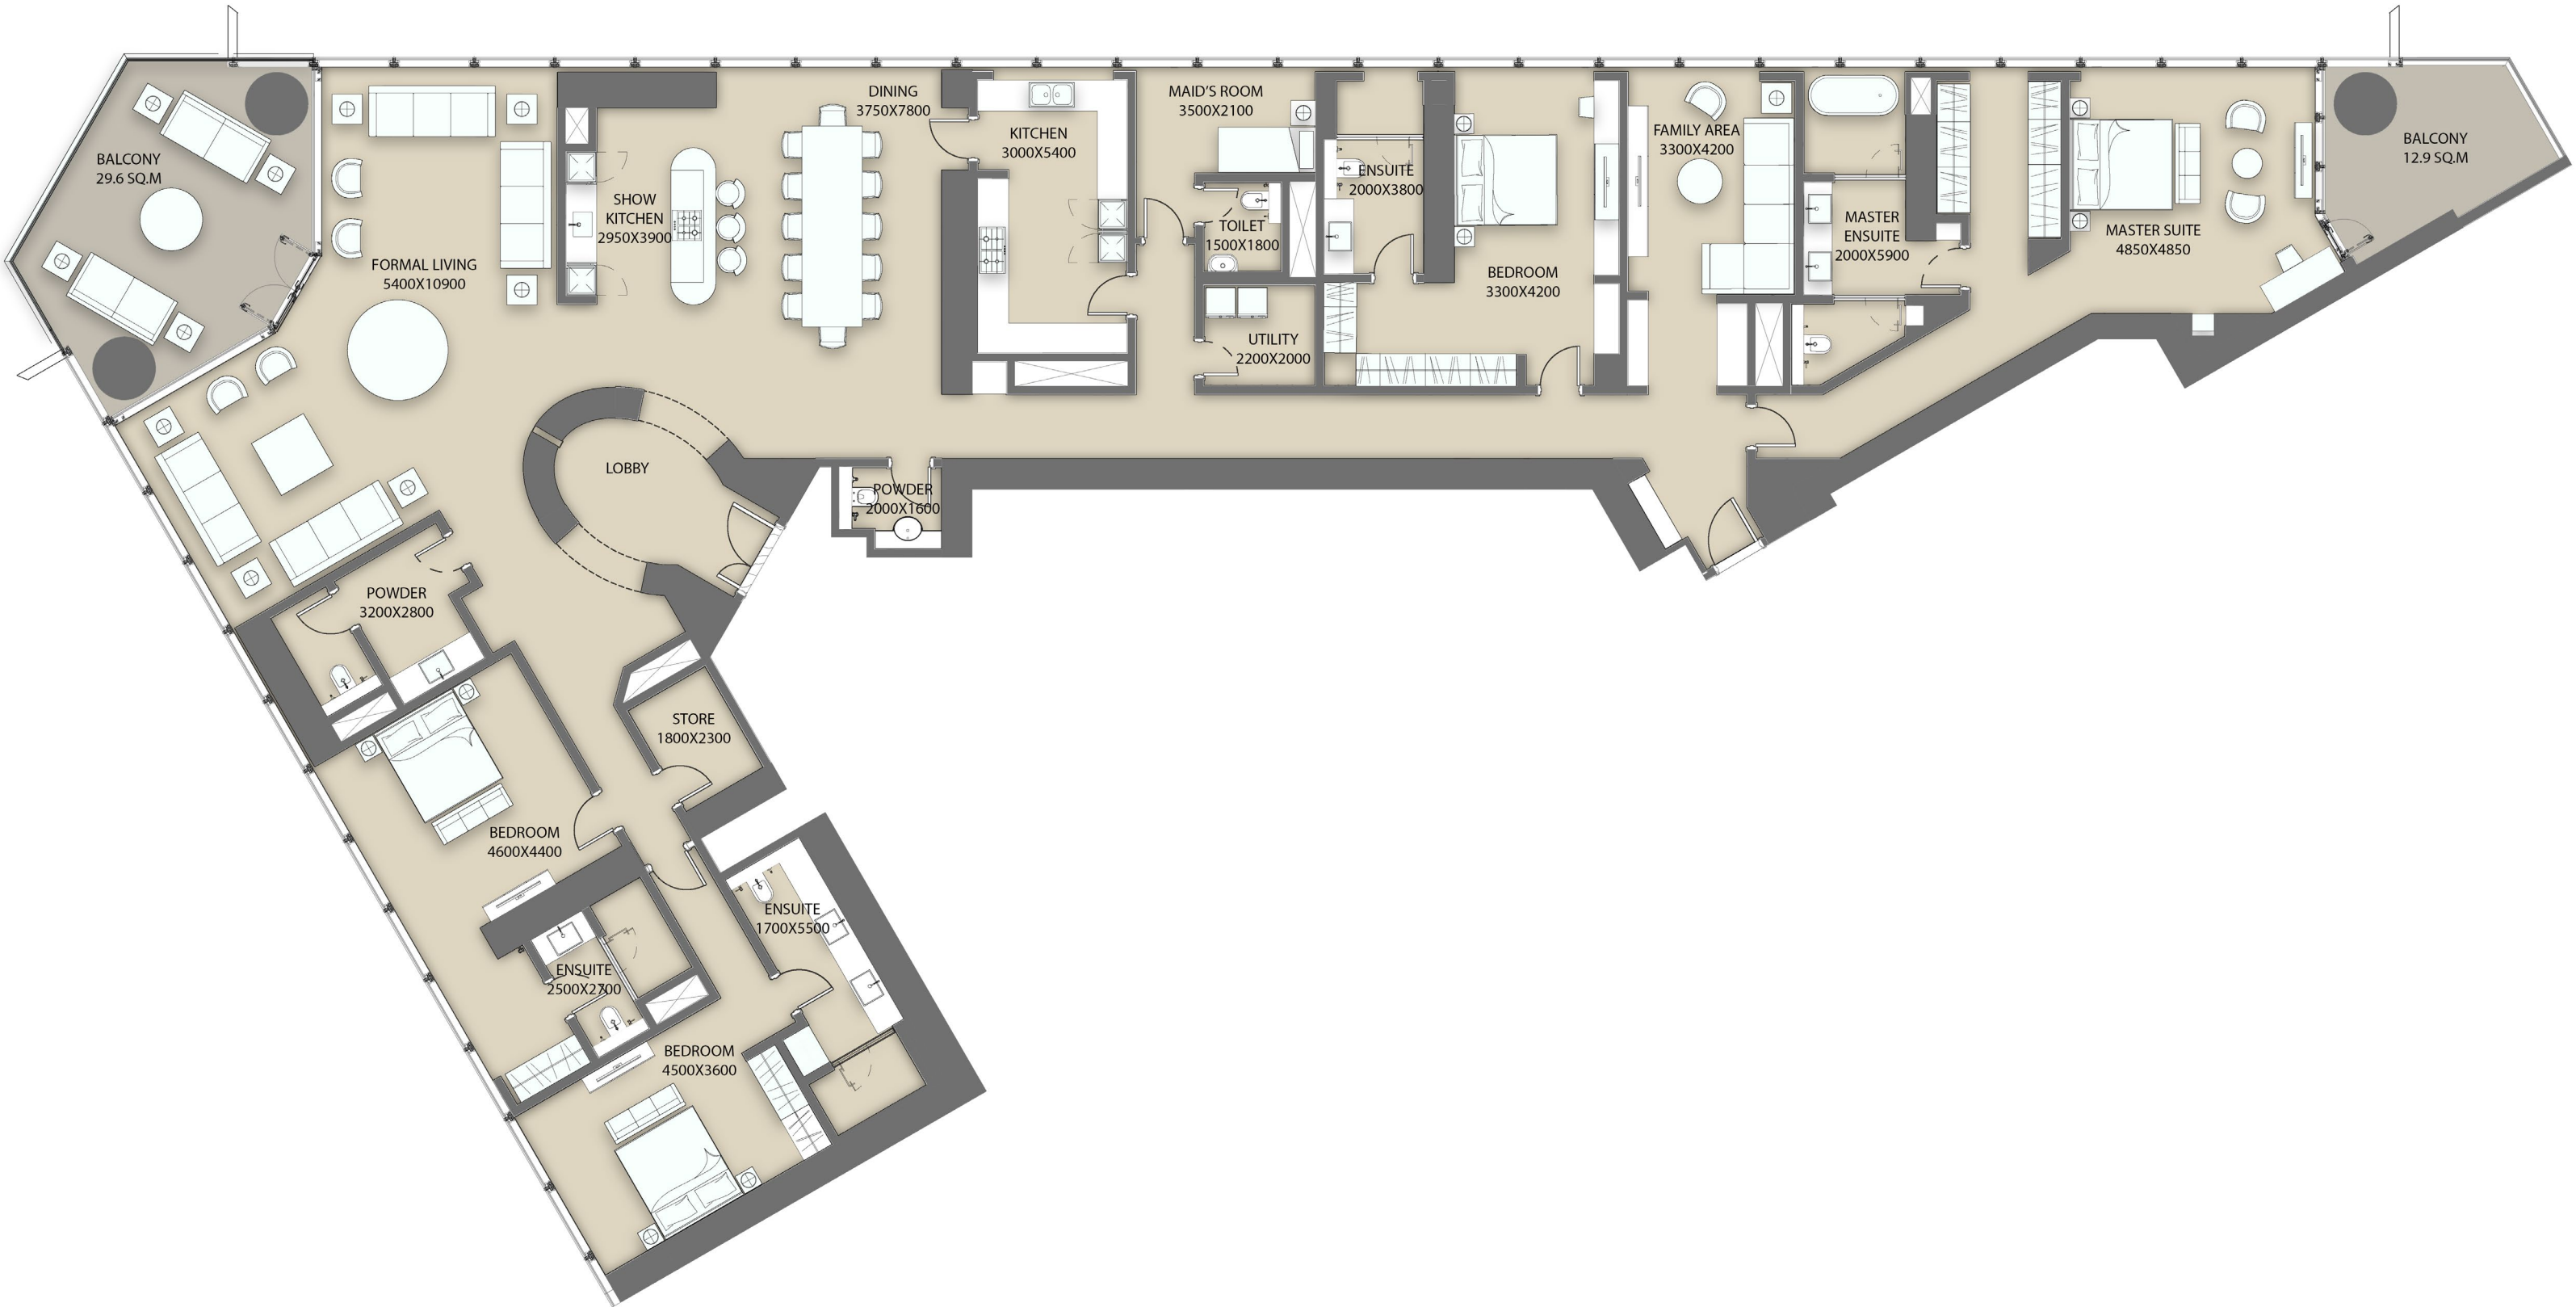 BALCONY
29.6 SQ.M
FORMAL LIVING
5400X10900
SHOW
KITCHEN
2950X3900
DINING
3750X7800
KITCHEN
3000X5400
MAID'S ROOM
3500X2100
TOILET
1500X1800
UTILITY
2200X2000
ENSUITE
2000X3800
BEDROOM
3300X4200
FAMILY AREA
3300X4200
MASTER
ENSUITE
2000X5900
MASTER SUITE
4850X4850
BALCONY
12.9 SQ.M
LOBBY
POWDER
2000X1600
POWDER
3200X2800
STORE
1800X2300
BEDROOM
4600X4400
ENSUITE
1700X5500
ENSUITE
2500X2700
BEDROOM
4500X3600